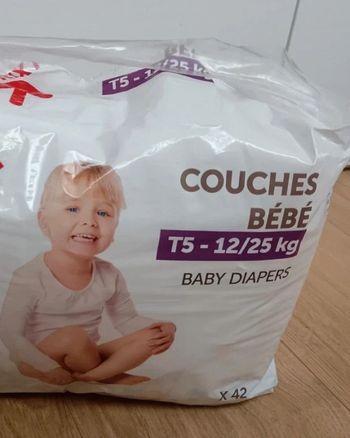 T5 - 12/25 kg
COUCHES
BÉBÉ
T5 - 12/25 kg
BABY DIAPERS
X 42